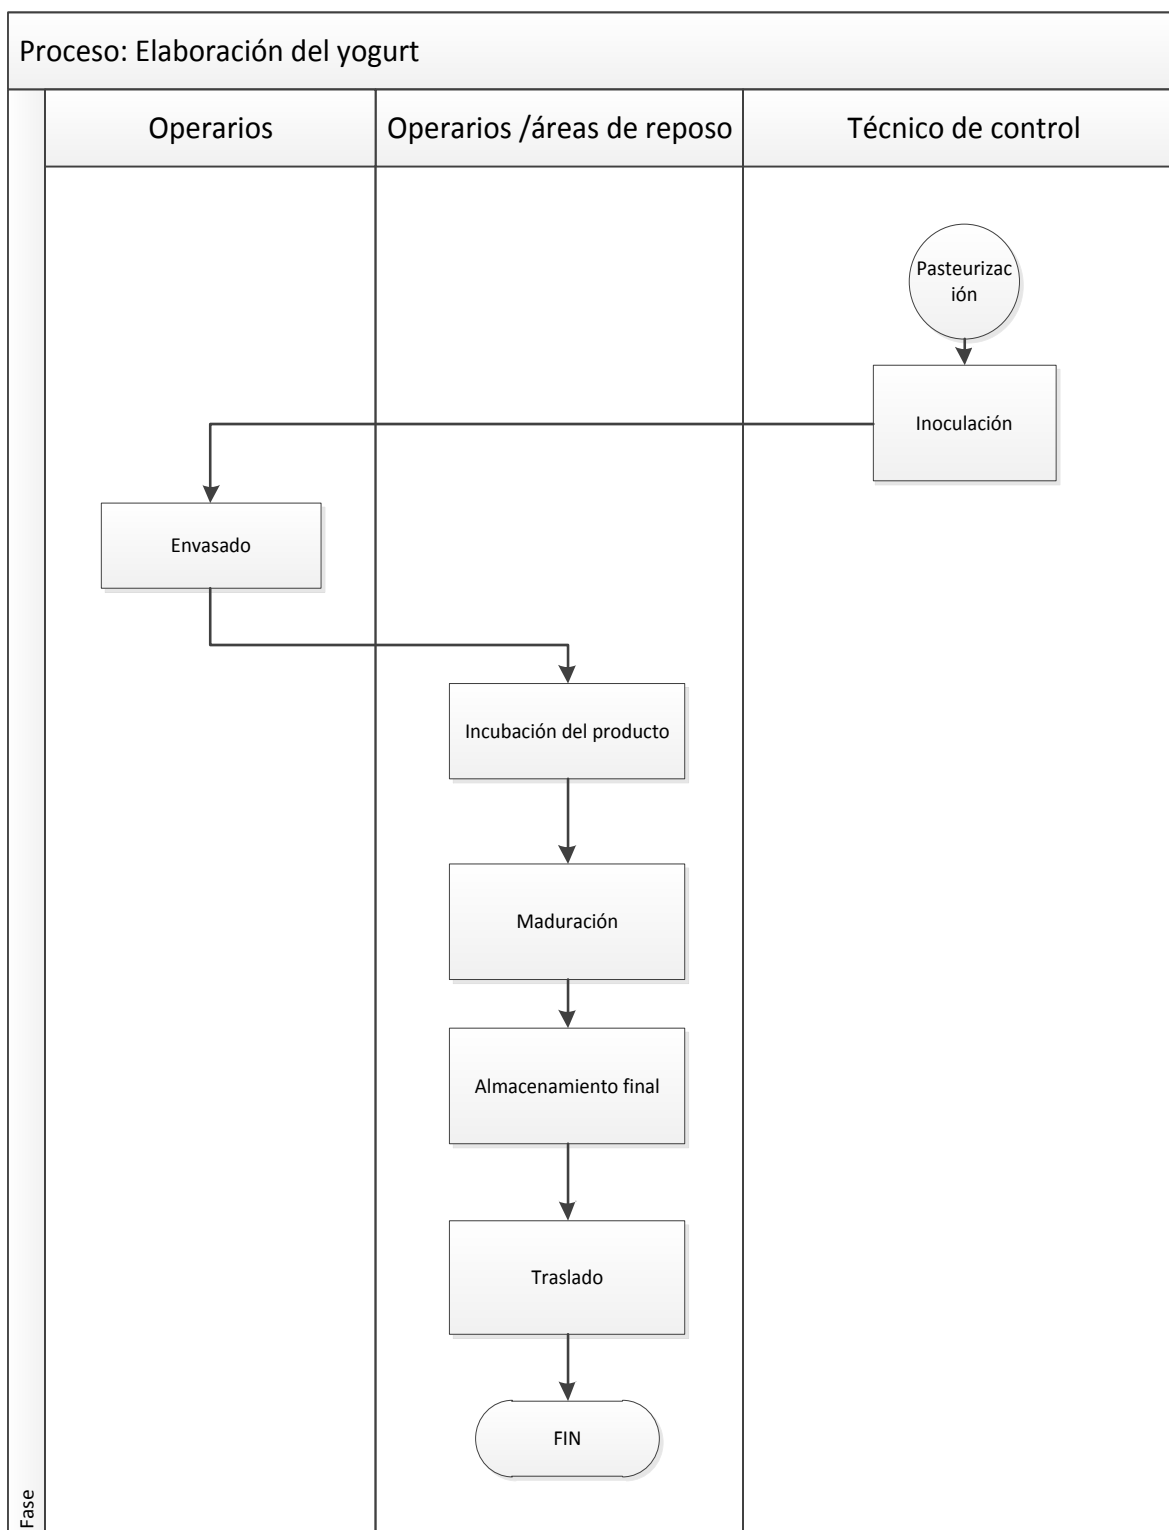 Proceso: Elaboración del yogurt
Operarios
Operarios /áreas de reposo
Técnico de control
Pasteurizac
ión
Inoculación
Envasado
Incubación del producto
Maduración
Almacenamiento final
Traslado
FIN
Fase